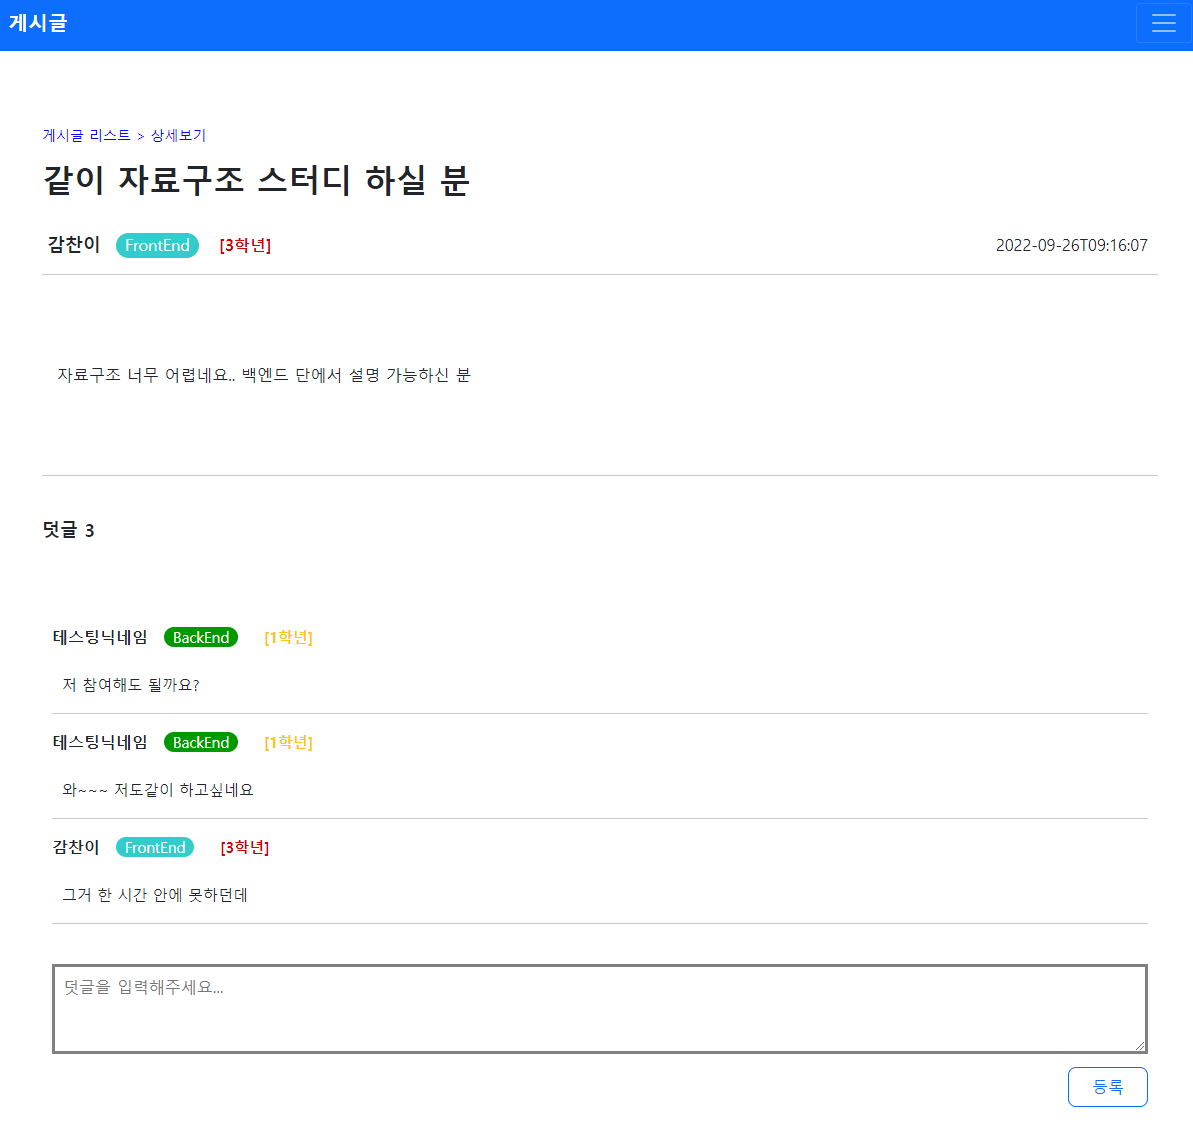 게시글
게시글 리스트 > 상세보기
같이 자료구조 스터디 하실 분
감찬이 FrontEnd [3학년] 2022-09-26T09:16:07
자료구조 너무 어렵네요.. 백엔드 단에서 설명 가능하신 분
덧글 3
테스팅닉네임 BackEnd [1학년]
저 참여해도 될까요?
테스팅닉네임 BackEnd [1학년]
와~~~ 저도같이 하고싶네요
감찬이 FrontEnd [3학년]
그거 한 시간 안에 못하던데
덧글을 입력해주세요...
등록